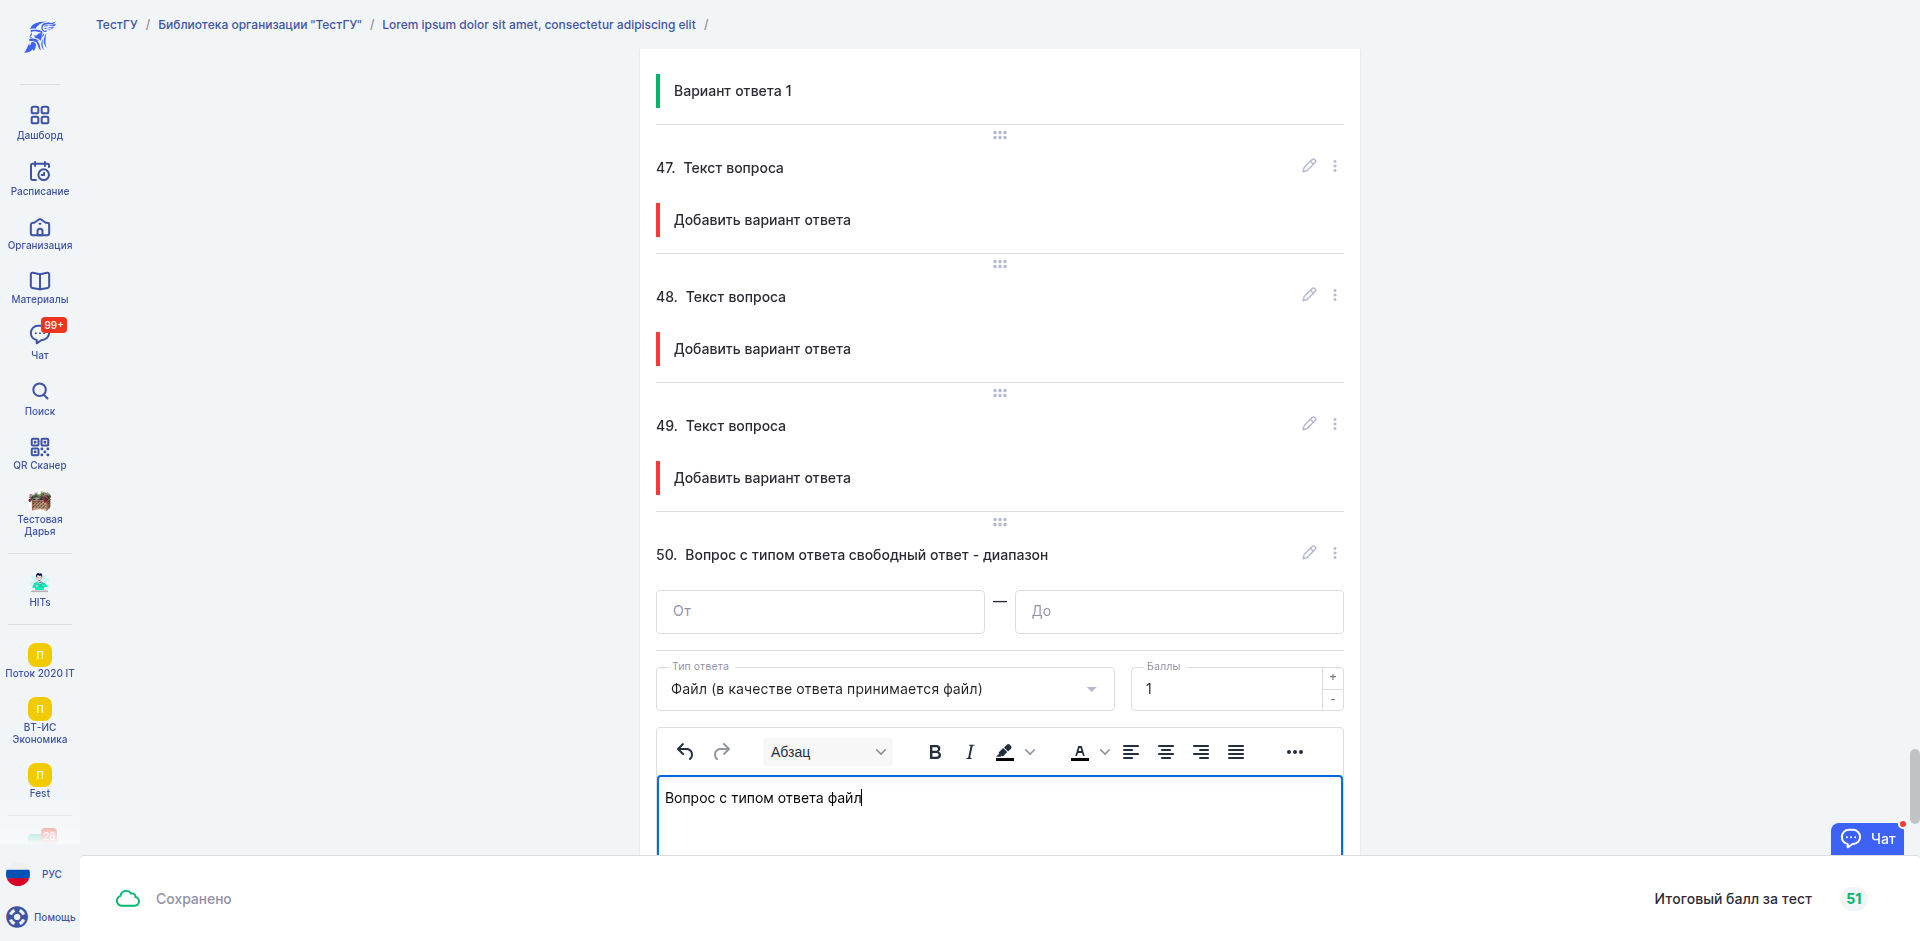 ТестГУ / Библиотека организации "ТестГУ" / Lorem ipsum dolor sit amet, consectetur adipiscing elit /
Дашборд
Расписание
Организация
Материалы
99+
Чат
Поиск
QR Сканер
Тестовая
Дарья
HITs
П
Поток 2020 IT
П
ВТ-ИС
Экономика
П
Fest
28
РУС
Помощь
Вариант ответа 1
47. Текст вопроса
Добавить вариант ответа
48. Текст вопроса
Добавить вариант ответа
49. Текст вопроса
Добавить вариант ответа
50. Вопрос с типом ответа свободный ответ - диапазон
От — До
Тип ответа
Файл (в качестве ответа принимается файл)
Баллы
1
+
-
Абзац B I A
Вопрос с типом ответа файл
Чат
Сохранено
Итоговый балл за тест 51